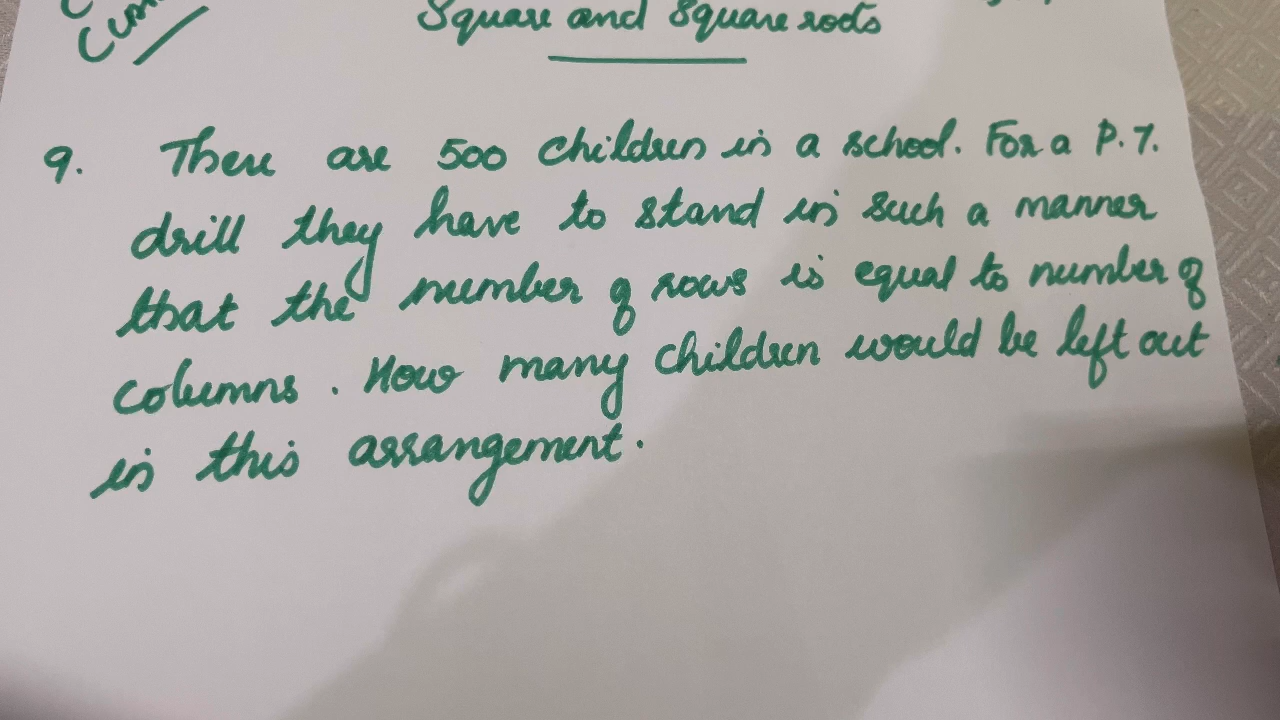 Square and Square roots
9. There are 500 children in a school. For a P.T.
drill they have to stand in such a manner
that the number of rows is equal to number of
columns. How many children would be left out
in this arrangement.